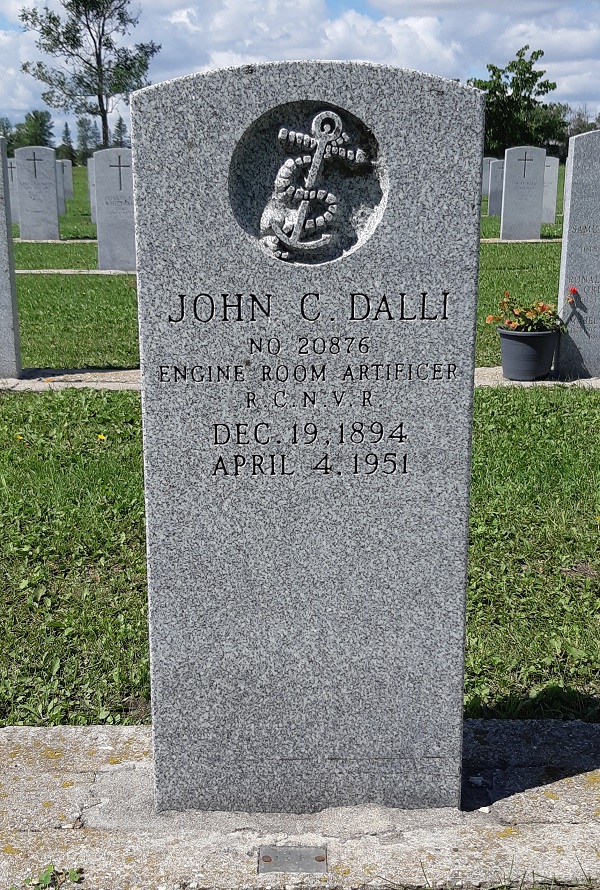 JOHN C. DALLI
NO 20876
ENGINE ROOM ARTIFICER
R.C.N.V.R.
DEC. 19, 1894
APRIL 4, 1951